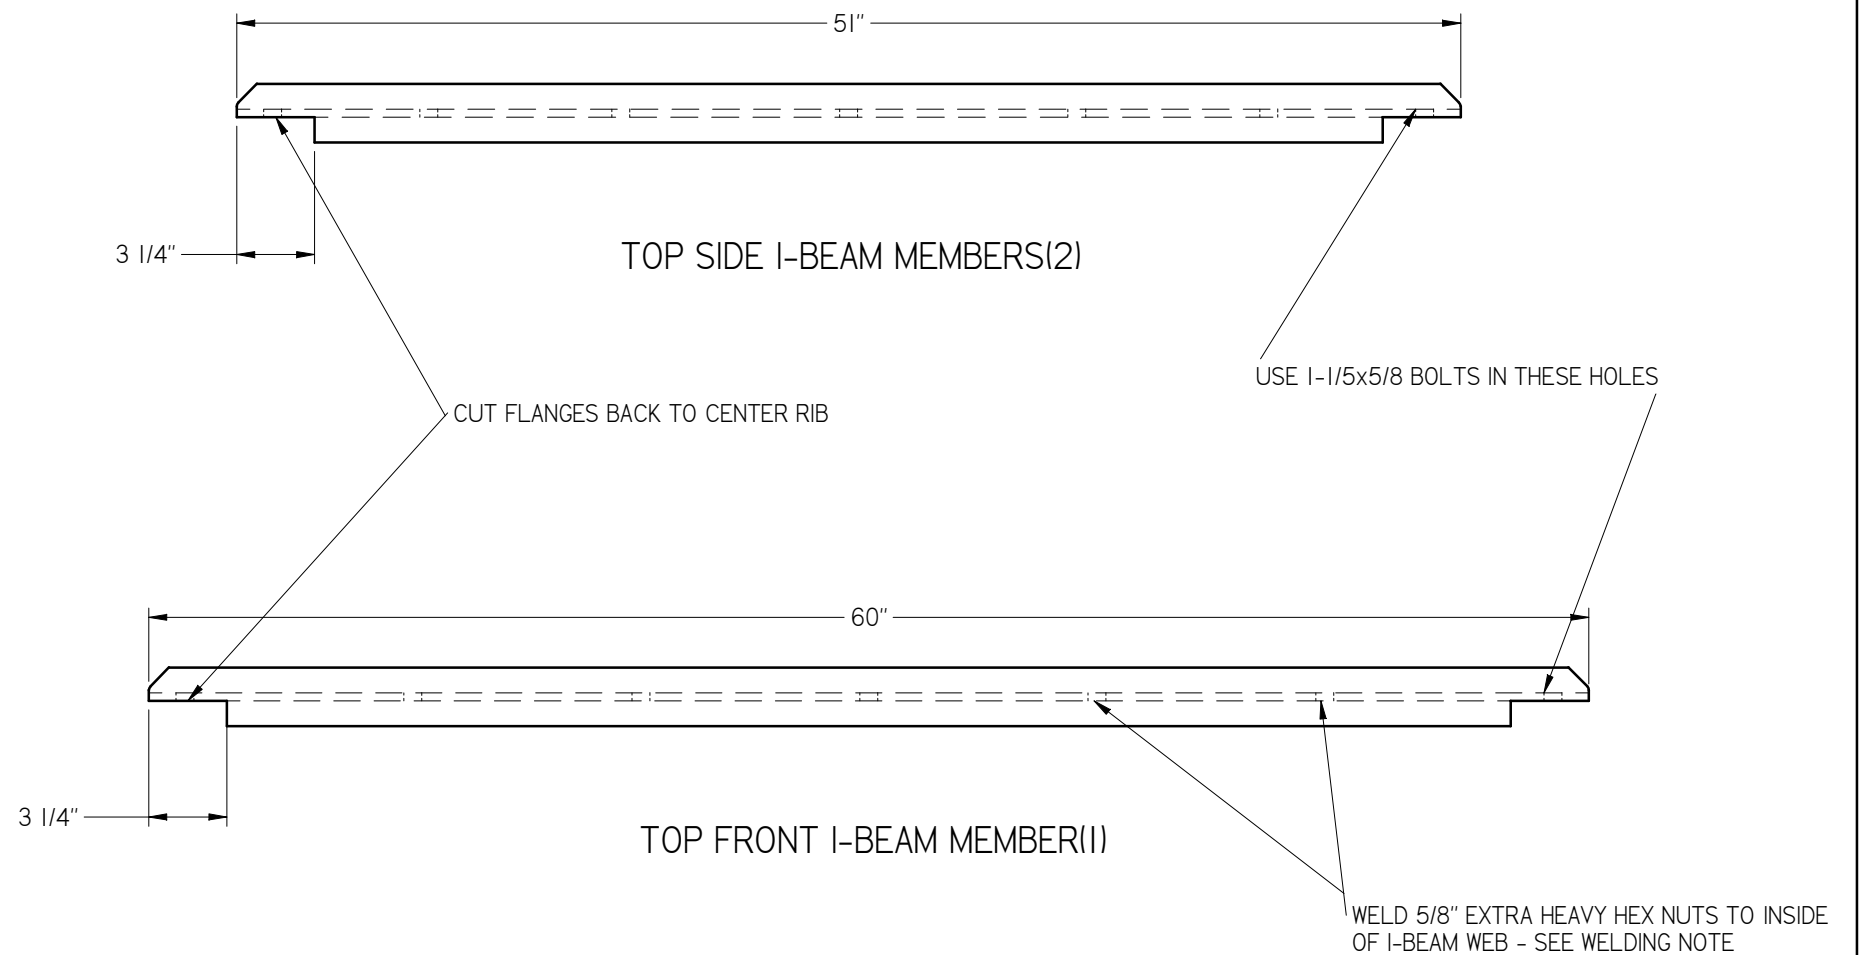 51"
3 1/4"
TOP SIDE I-BEAM MEMBERS(2)
USE 1-1/5x5/8 BOLTS IN THESE HOLES
CUT FLANGES BACK TO CENTER RIB
60"
3 1/4"
TOP FRONT I-BEAM MEMBER(1)
WELD 5/8" EXTRA HEAVY HEX NUTS TO INSIDE
OF I-BEAM WEB - SEE WELDING NOTE